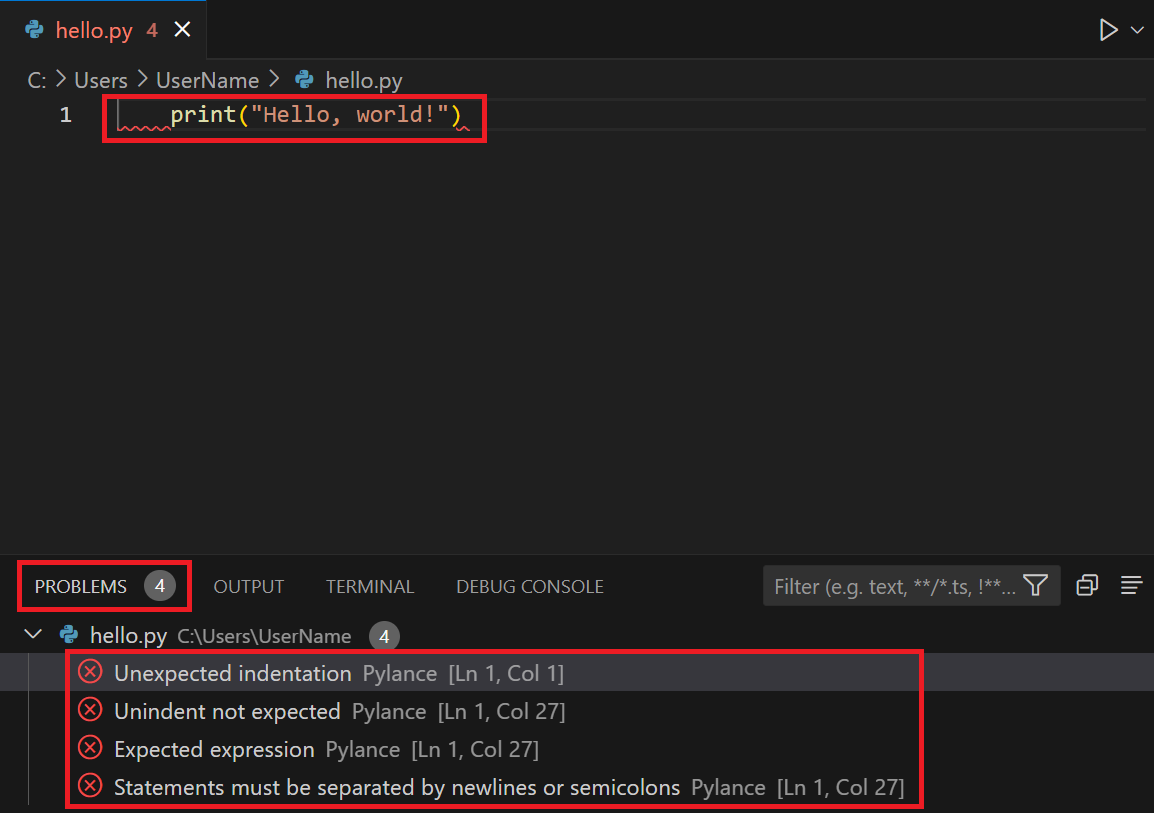 hello.py 4
C: > Users > UserName > hello.py
1     print("Hello, world!")
PROBLEMS 4 OUTPUT TERMINAL DEBUG CONSOLE Filter (e.g. text, **/*.ts, !**...
hello.py C:\Users\UserName 4
Unexpected indentation Pylance [Ln 1, Col 1]
Unindent not expected Pylance [Ln 1, Col 27]
Expected expression Pylance [Ln 1, Col 27]
Statements must be separated by newlines or semicolons Pylance [Ln 1, Col 27]